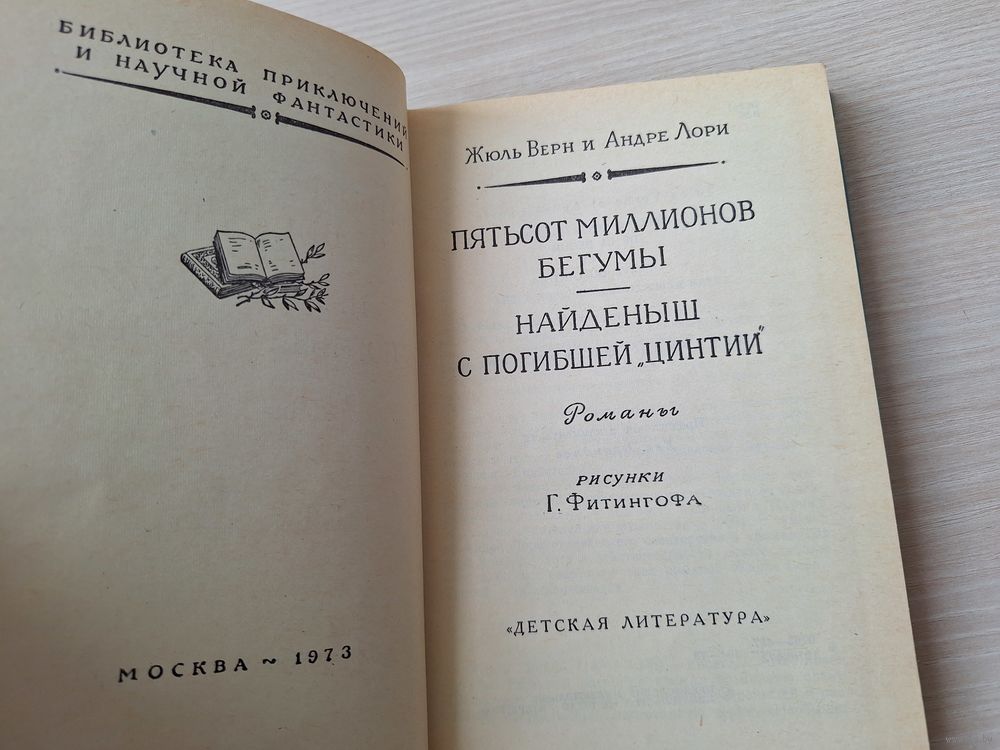 БИБЛИОТЕКА ПРИКЛЮЧЕНИЙ
И НАУЧНОЙ ФАНТАСТИКИ
МОСКВА ~ 1973
Жюль Верн и Андре Лори
ПЯТЬСОТ МИЛЛИОНОВ
БЕГУМЫ
НАЙДЕНЫШ
С ПОГИБШЕЙ „ЦИНТИИ“
Романы
РИСУНКИ
Г. Фитингофа
«ДЕТСКАЯ ЛИТЕРАТУРА»